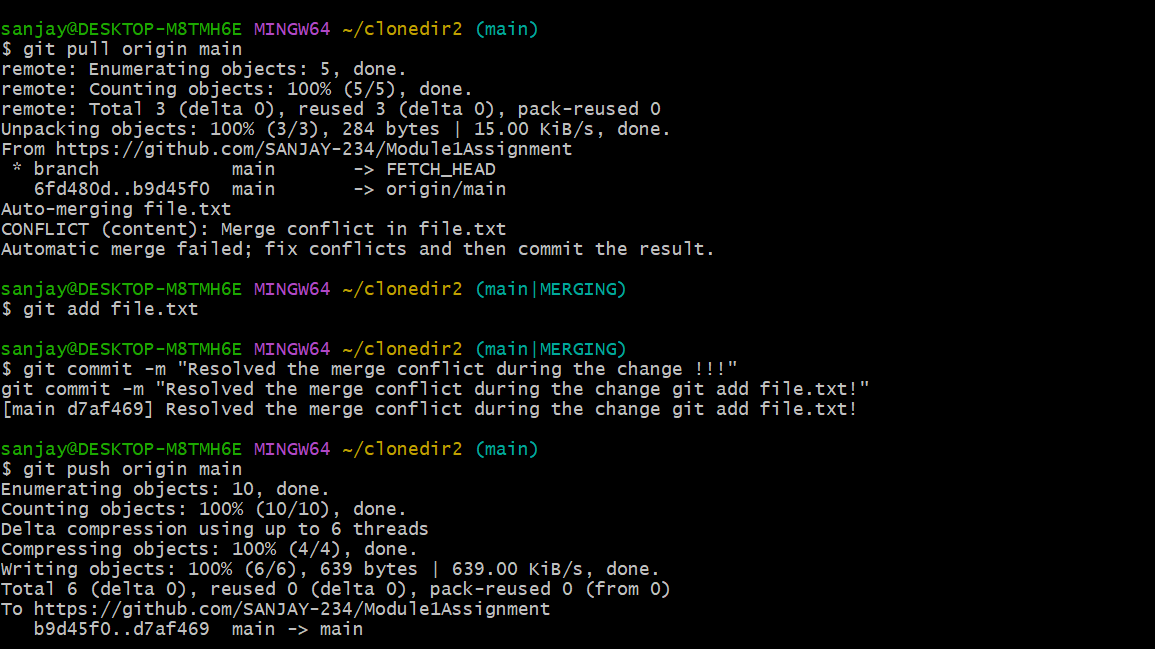 sanjay@DESKTOP-M8TMH6E MINGW64 ~/clonedir2 (main)
$ git pull origin main
remote: Enumerating objects: 5, done.
remote: Counting objects: 100% (5/5), done.
remote: Total 3 (delta 0), reused 3 (delta 0), pack-reused 0
Unpacking objects: 100% (3/3), 284 bytes | 15.00 KiB/s, done.
From https://github.com/SANJAY-234/Module1Assignment
 * branch            main       -> FETCH_HEAD
   6fd480d..b9d45f0  main       -> origin/main
Auto-merging file.txt
CONFLICT (content): Merge conflict in file.txt
Automatic merge failed; fix conflicts and then commit the result.
sanjay@DESKTOP-M8TMH6E MINGW64 ~/clonedir2 (main|MERGING)
$ git add file.txt
sanjay@DESKTOP-M8TMH6E MINGW64 ~/clonedir2 (main|MERGING)
$ git commit -m "Resolved the merge conflict during the change !!!"
git commit -m "Resolved the merge conflict during the change git add file.txt!"
[main d7af469] Resolved the merge conflict during the change git add file.txt!
sanjay@DESKTOP-M8TMH6E MINGW64 ~/clonedir2 (main)
$ git push origin main
Enumerating objects: 10, done.
Counting objects: 100% (10/10), done.
Delta compression using up to 6 threads
Compressing objects: 100% (4/4), done.
Writing objects: 100% (6/6), 639 bytes | 639.00 KiB/s, done.
Total 6 (delta 0), reused 0 (delta 0), pack-reused 0 (from 0)
To https://github.com/SANJAY-234/Module1Assignment
   b9d45f0..d7af469  main -> main